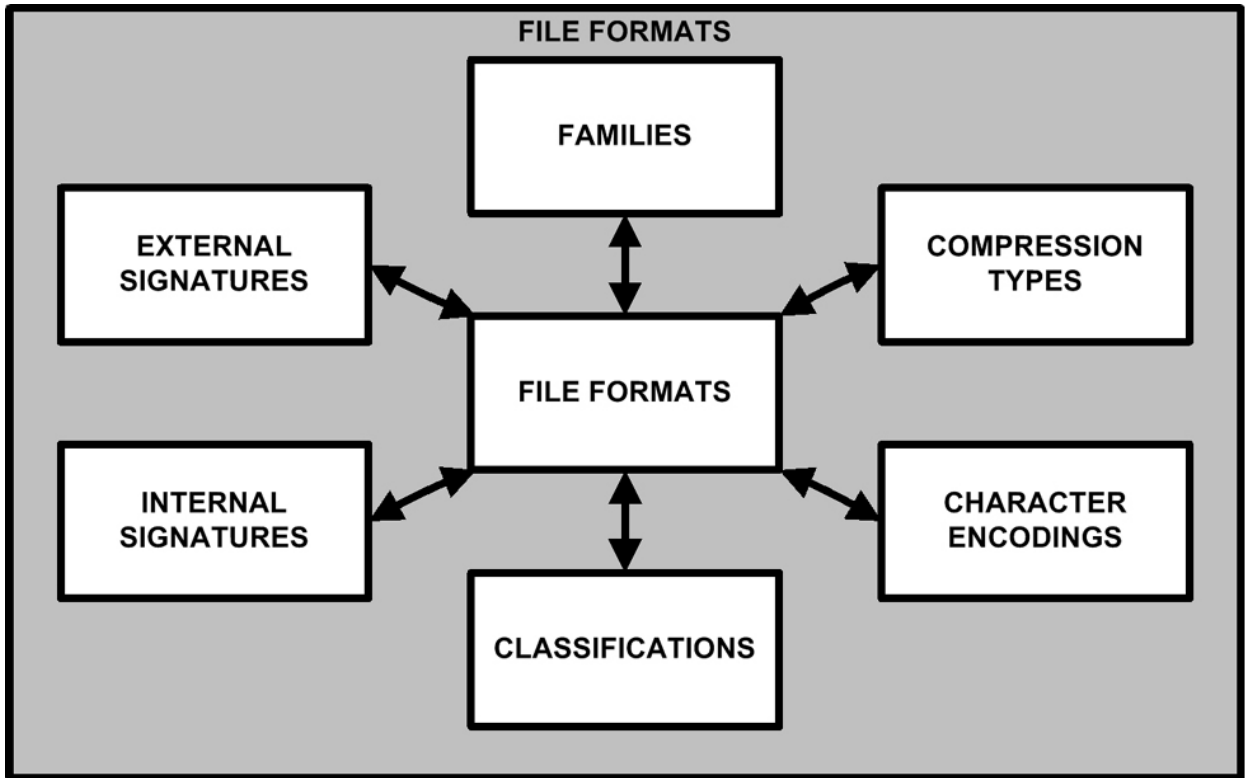 FILE FORMATS
FAMILIES
EXTERNAL
SIGNATURES
COMPRESSION
TYPES
FILE FORMATS
INTERNAL
SIGNATURES
CHARACTER
ENCODINGS
CLASSIFICATIONS